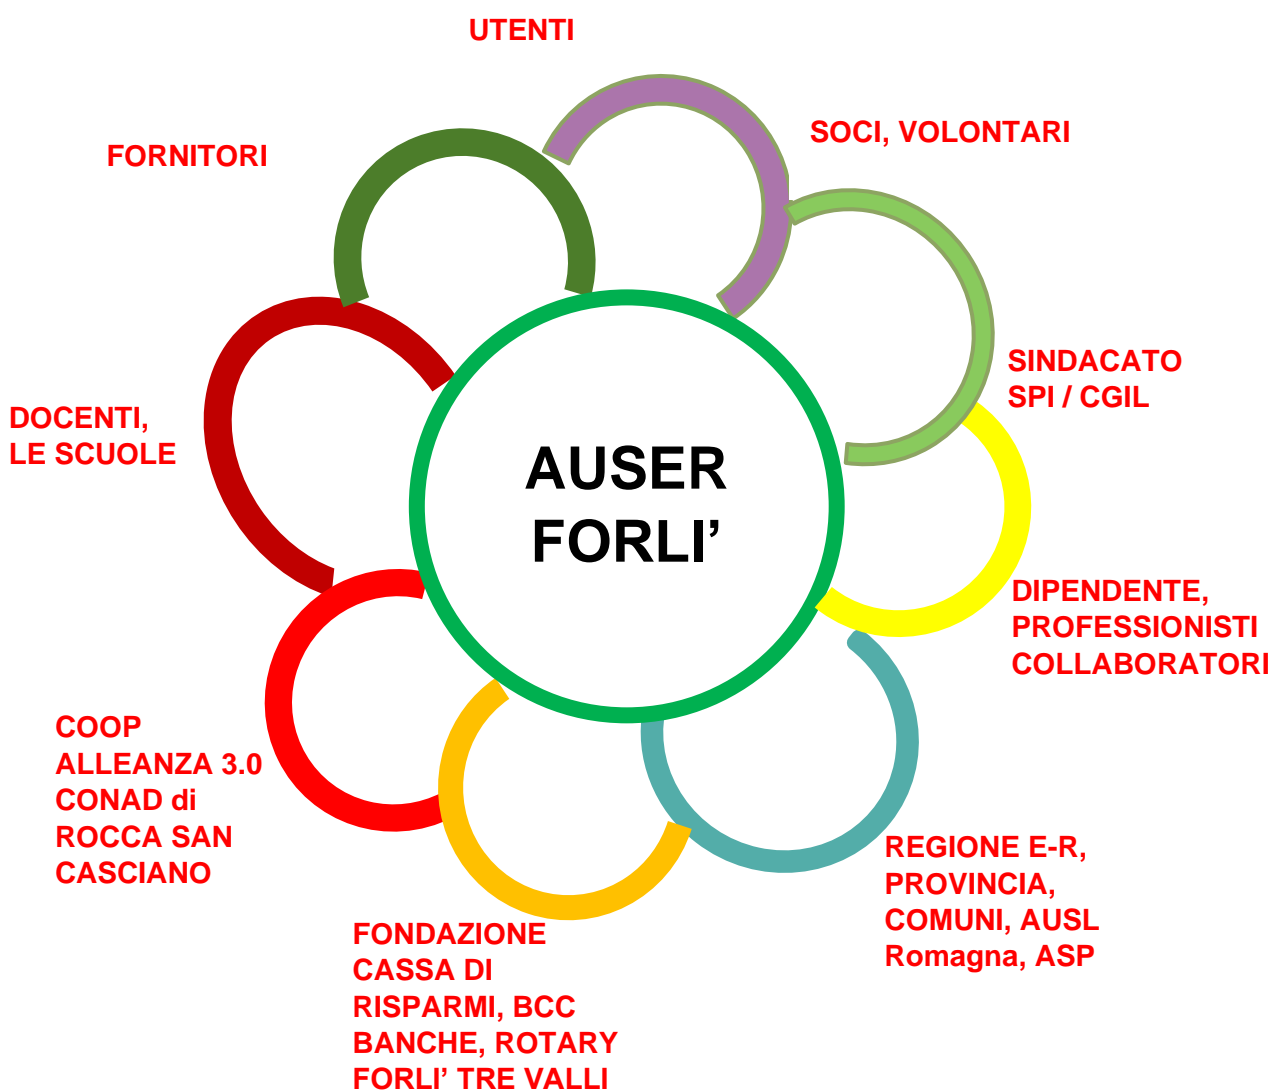 UTENTI
SOCI, VOLONTARI
FORNITORI
SINDACATO
SPI / CGIL
DOCENTI,
LE SCUOLE
AUSER
FORLI’
DIPENDENTE,
PROFESSIONISTI
COLLABORATORI
COOP
ALLEANZA 3.0
CONAD di
ROCCA SAN
CASCIANO
REGIONE E-R,
PROVINCIA,
COMUNI, AUSL
Romagna, ASP
FONDAZIONE
CASSA DI
RISPARMI, BCC
BANCHE, ROTARY
FORLI’ TRE VALLI